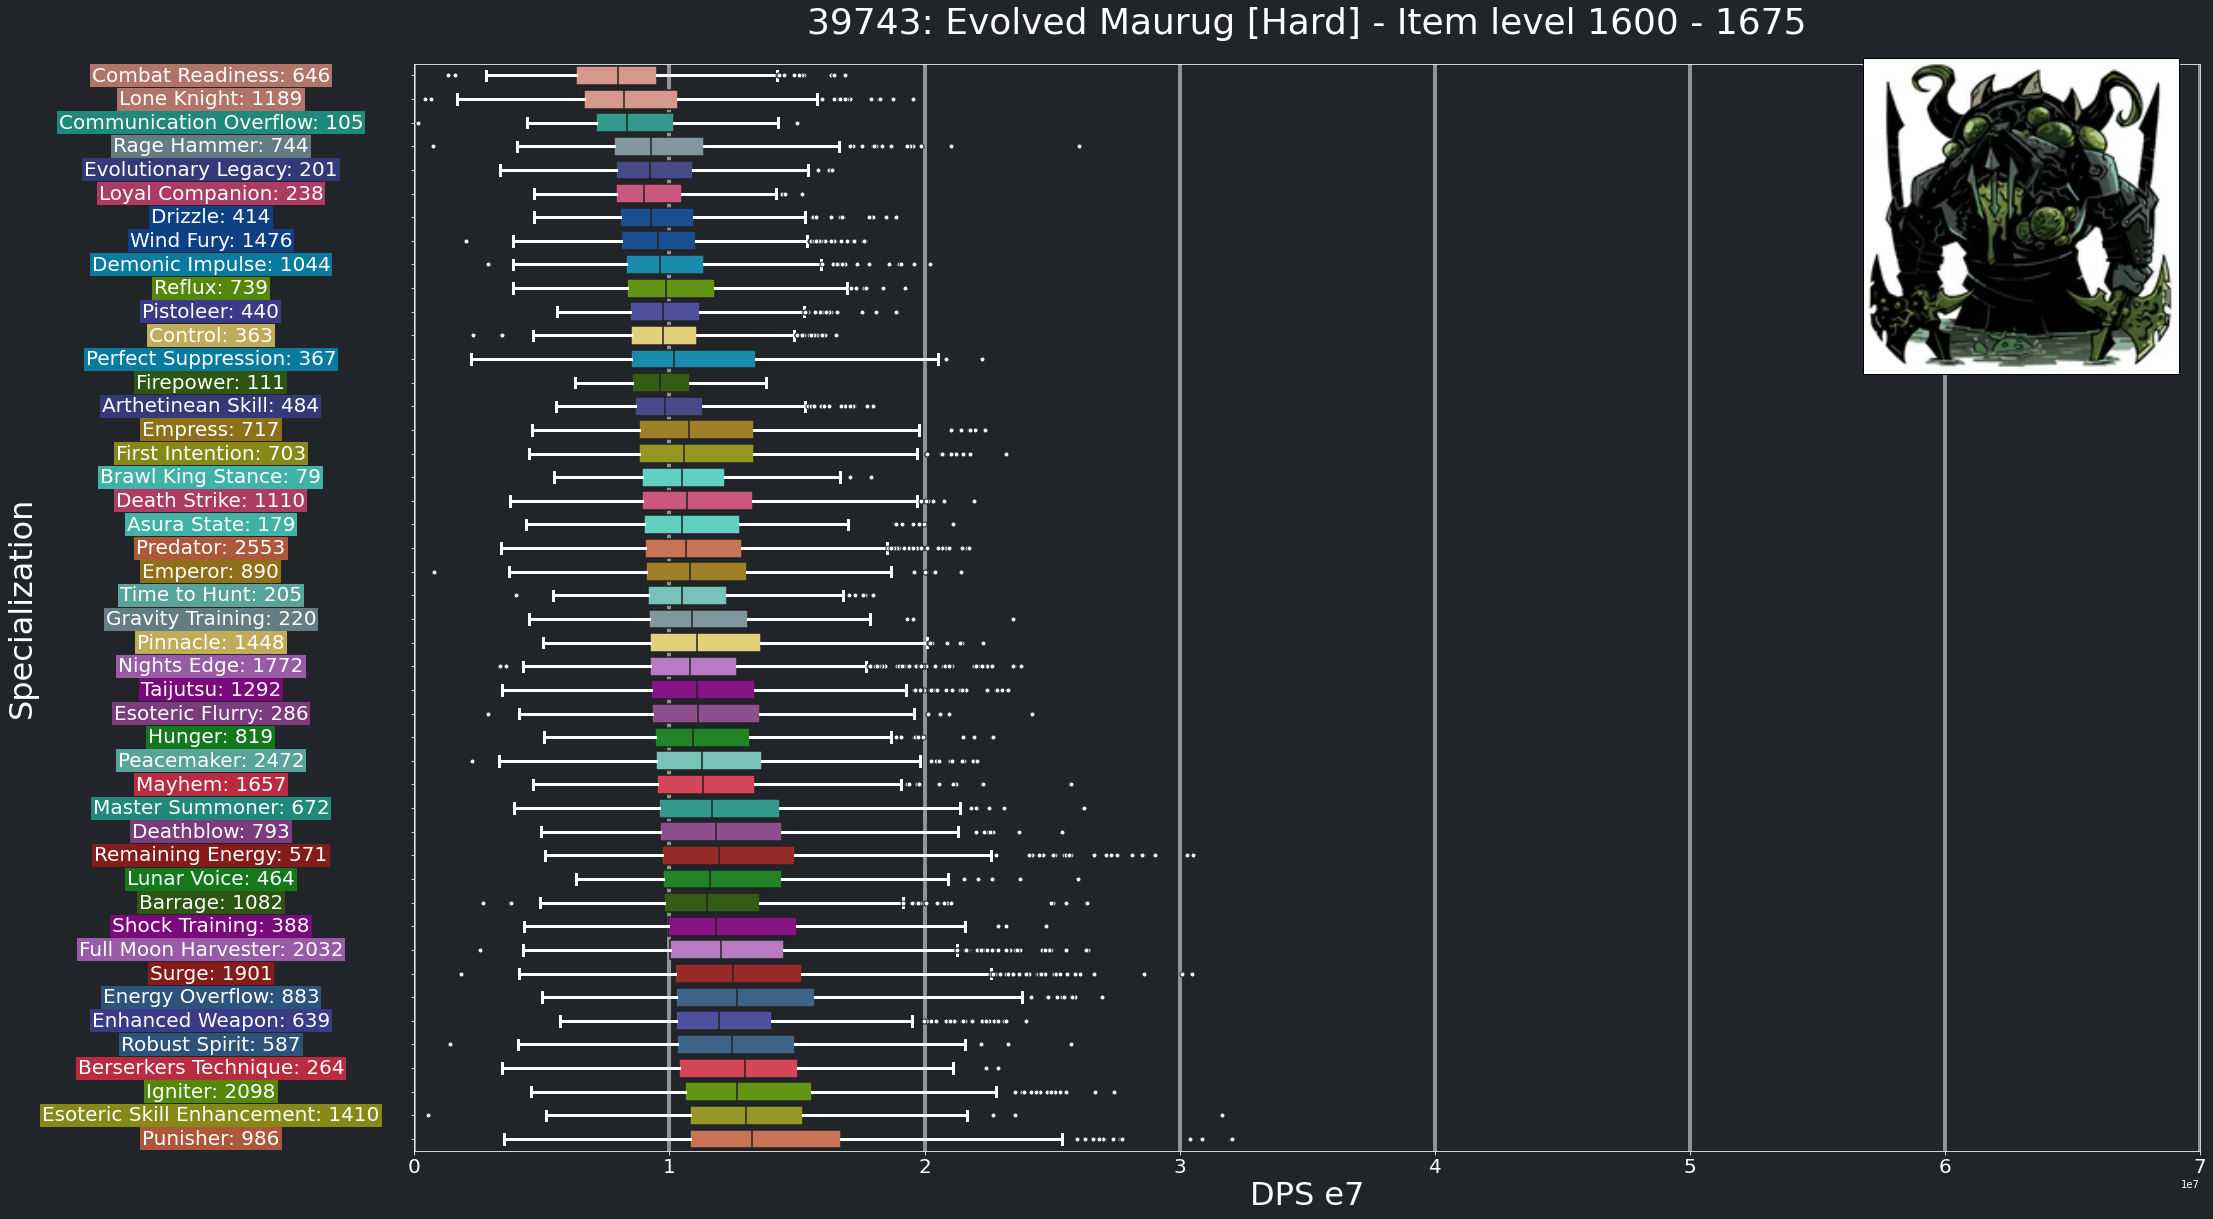 39743: Evolved Maurug [Hard] - Item level 1600 - 1675
Specialization
Combat Readiness: 646
Lone Knight: 1189
Communication Overflow: 105
Rage Hammer: 744
Evolutionary Legacy: 201
Loyal Companion: 238
Drizzle: 414
Wind Fury: 1476
Demonic Impulse: 1044
Reflux: 739
Pistoleer: 440
Control: 363
Perfect Suppression: 367
Firepower: 111
Arthetinean Skill: 484
Empress: 717
First Intention: 703
Brawl King Stance: 79
Death Strike: 1110
Asura State: 179
Predator: 2553
Emperor: 890
Time to Hunt: 205
Gravity Training: 220
Pinnacle: 1448
Nights Edge: 1772
Taijutsu: 1292
Esoteric Flurry: 286
Hunger: 819
Peacemaker: 2472
Mayhem: 1657
Master Summoner: 672
Deathblow: 793
Remaining Energy: 571
Lunar Voice: 464
Barrage: 1082
Shock Training: 388
Full Moon Harvester: 2032
Surge: 1901
Energy Overflow: 883
Enhanced Weapon: 639
Robust Spirit: 587
Berserkers Technique: 264
Igniter: 2098
Esoteric Skill Enhancement: 1410
Punisher: 986
0 1 2 3 4 5 6 7
1e7
DPS e7